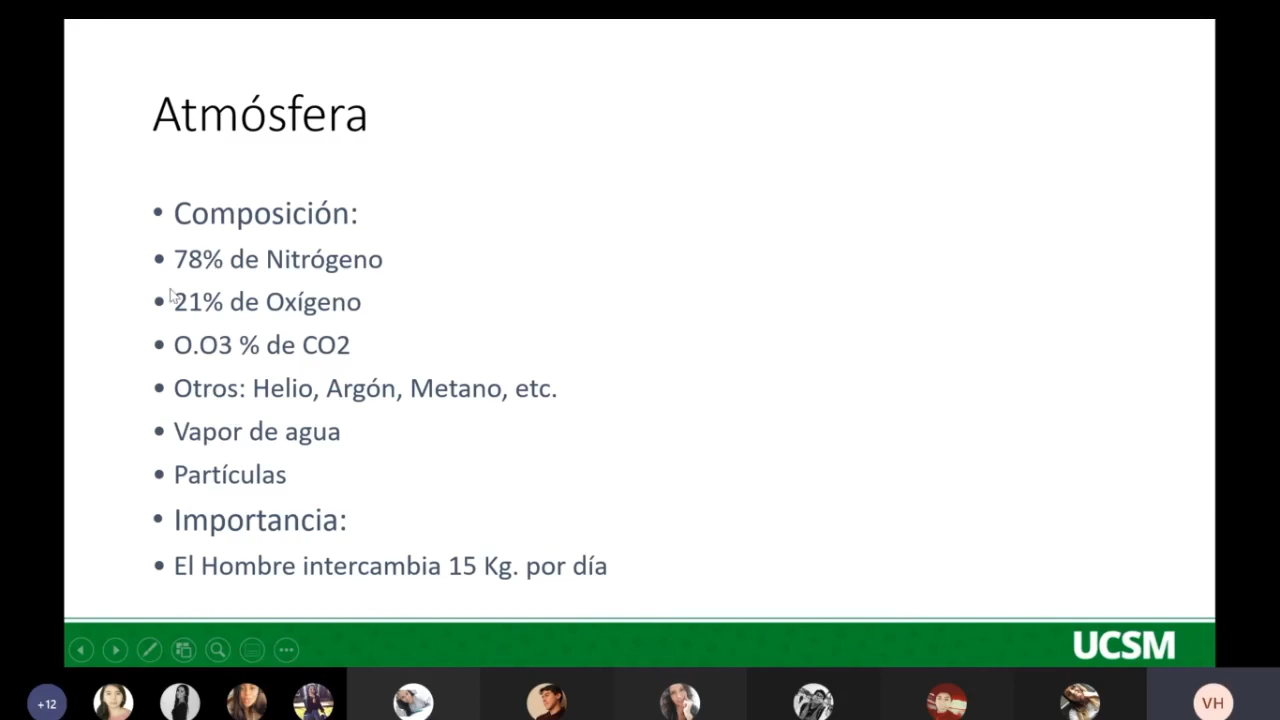 Atmósfera
• Composición:
• 78% de Nitrógeno
• 21% de Oxígeno
• O.O3 % de CO2
• Otros: Helio, Argón, Metano, etc.
• Vapor de agua
• Partículas
• Importancia:
• El Hombre intercambia 15 Kg. por día
UCSM
+12
VH